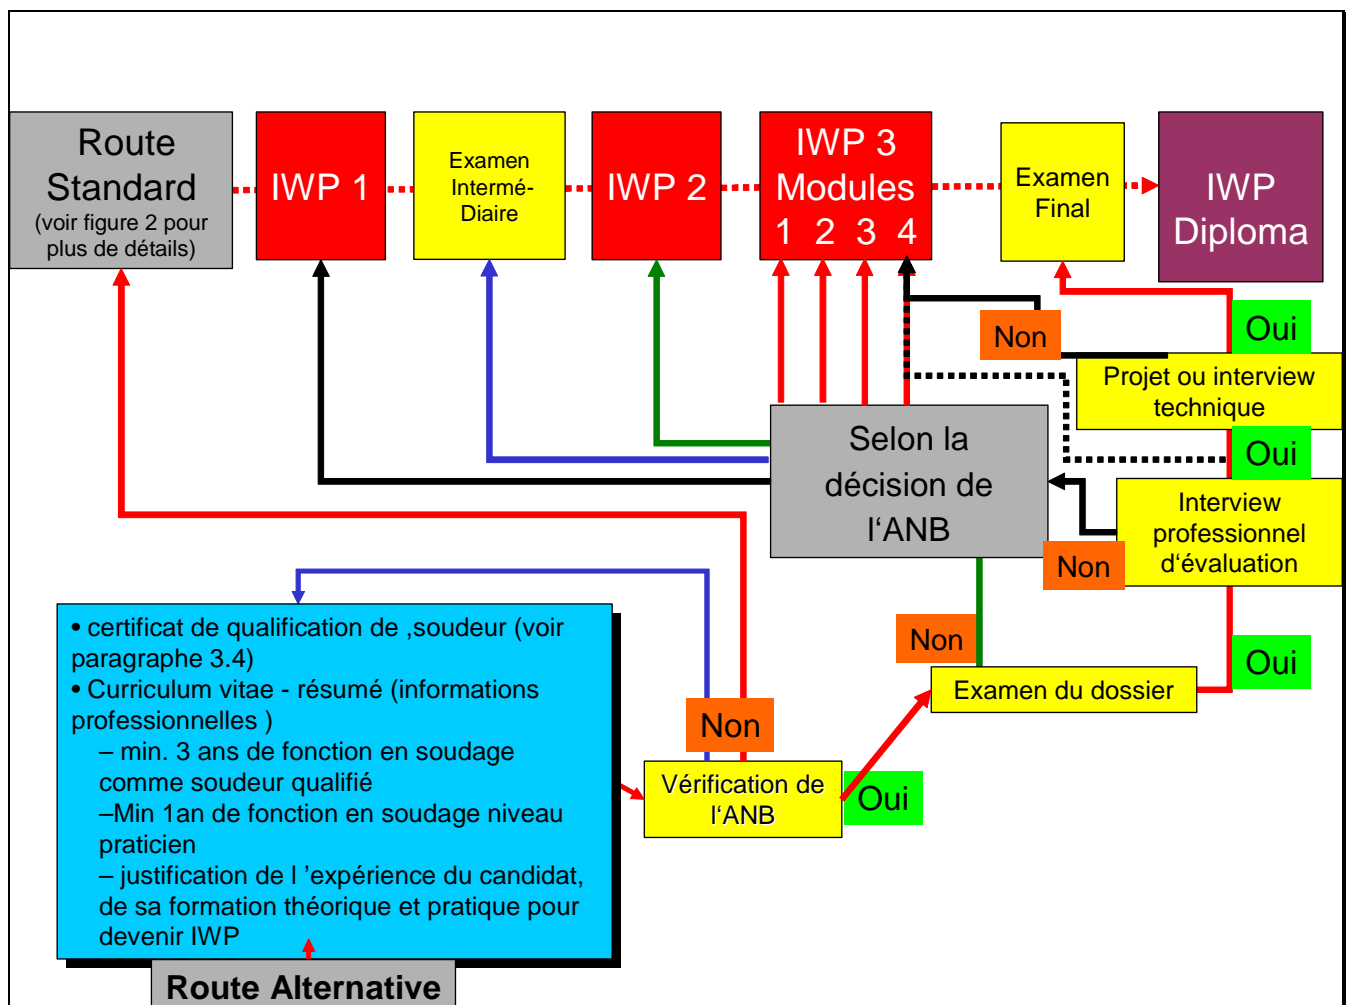 Route
Standard
(voir figure 2 pour
plus de détails)
IWP 1
Examen
Intermé-
Diaire
IWP 2
IWP 3
Modules
1 2 3 4
Examen
Final
IWP
Diploma
Oui
Non
Projet ou interview
technique
Oui
Selon la
décision de
l‘ANB
Interview
professionnel
d‘évaluation
Non
Non
Oui
Examen du dossier
• certificat de qualification de ,soudeur (voir
paragraphe 3.4)
• Curriculum vitae - résumé (informations
professionnelles )
– min. 3 ans de fonction en soudage
comme soudeur qualifié
–Min 1an de fonction en soudage niveau
praticien
– justification de l ’expérience du candidat,
de sa formation théorique et pratique pour
devenir IWP
Non
Vérification de
l‘ANB
Oui
Route Alternative